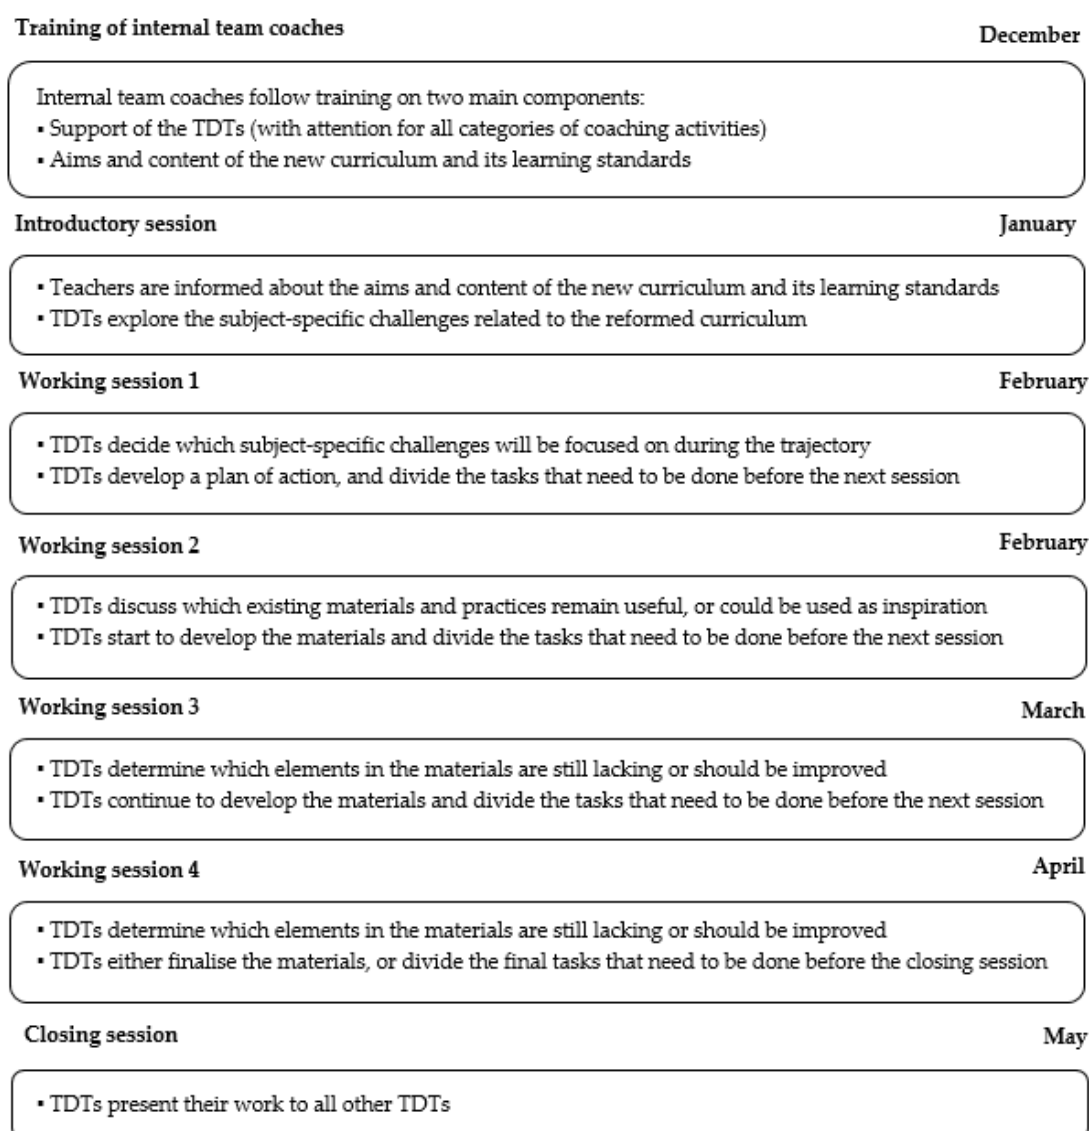 Training of internal team coaches
December
Internal team coaches follow training on two main components:
▪ Support of the TDTs (with attention for all categories of coaching activities)
▪ Aims and content of the new curriculum and its learning standards
Introductory session
January
▪ Teachers are informed about the aims and content of the new curriculum and its learning standards
▪ TDTs explore the subject-specific challenges related to the reformed curriculum
Working session 1
February
▪ TDTs decide which subject-specific challenges will be focused on during the trajectory
▪ TDTs develop a plan of action, and divide the tasks that need to be done before the next session
Working session 2
February
▪ TDTs discuss which existing materials and practices remain useful, or could be used as inspiration
▪ TDTs start to develop the materials and divide the tasks that need to be done before the next session
Working session 3
March
▪ TDTs determine which elements in the materials are still lacking or should be improved
▪ TDTs continue to develop the materials and divide the tasks that need to be done before the next session
Working session 4
April
▪ TDTs determine which elements in the materials are still lacking or should be improved
▪ TDTs either finalise the materials, or divide the final tasks that need to be done before the closing session
Closing session
May
▪ TDTs present their work to all other TDTs